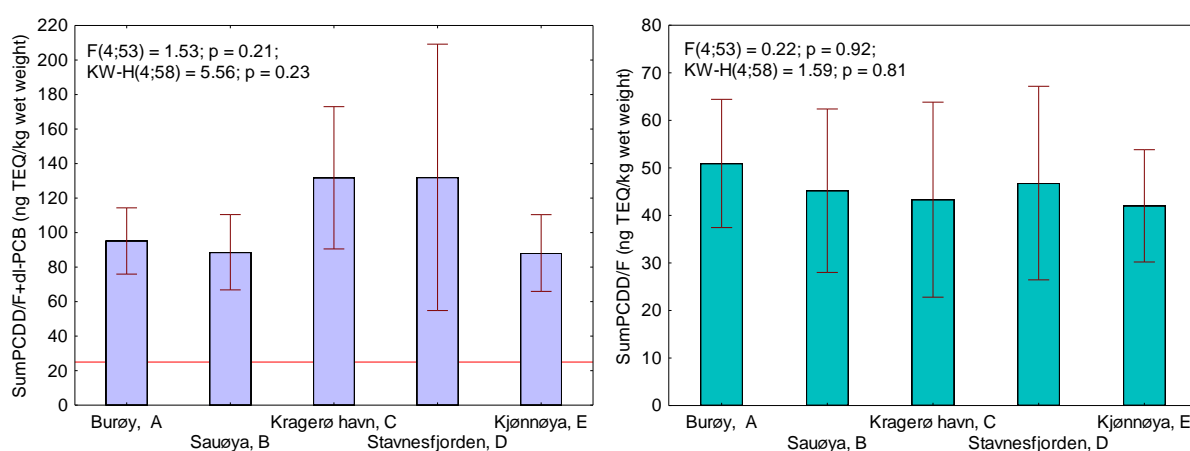 SumPCDD/F+dl-PCB (ng TEQ/kg wet weight)
220
200
180
160
140
120
100
80
60
40
20
0
F(4;53) = 1.53; p = 0.21;
KW-H(4;58) = 5.56; p = 0.23
Burøy, A
Sauøya, B
Kragerø havn, C
Stavnesfjorden, D
Kjønnøya, E
SumPCDD/F (ng TEQ/kg wet weight)
80
70
60
50
40
30
20
10
0
F(4;53) = 0.22; p = 0.92;
KW-H(4;58) = 1.59; p = 0.81
Burøy, A
Sauøya, B
Kragerø havn, C
Stavnesfjorden, D
Kjønnøya, E